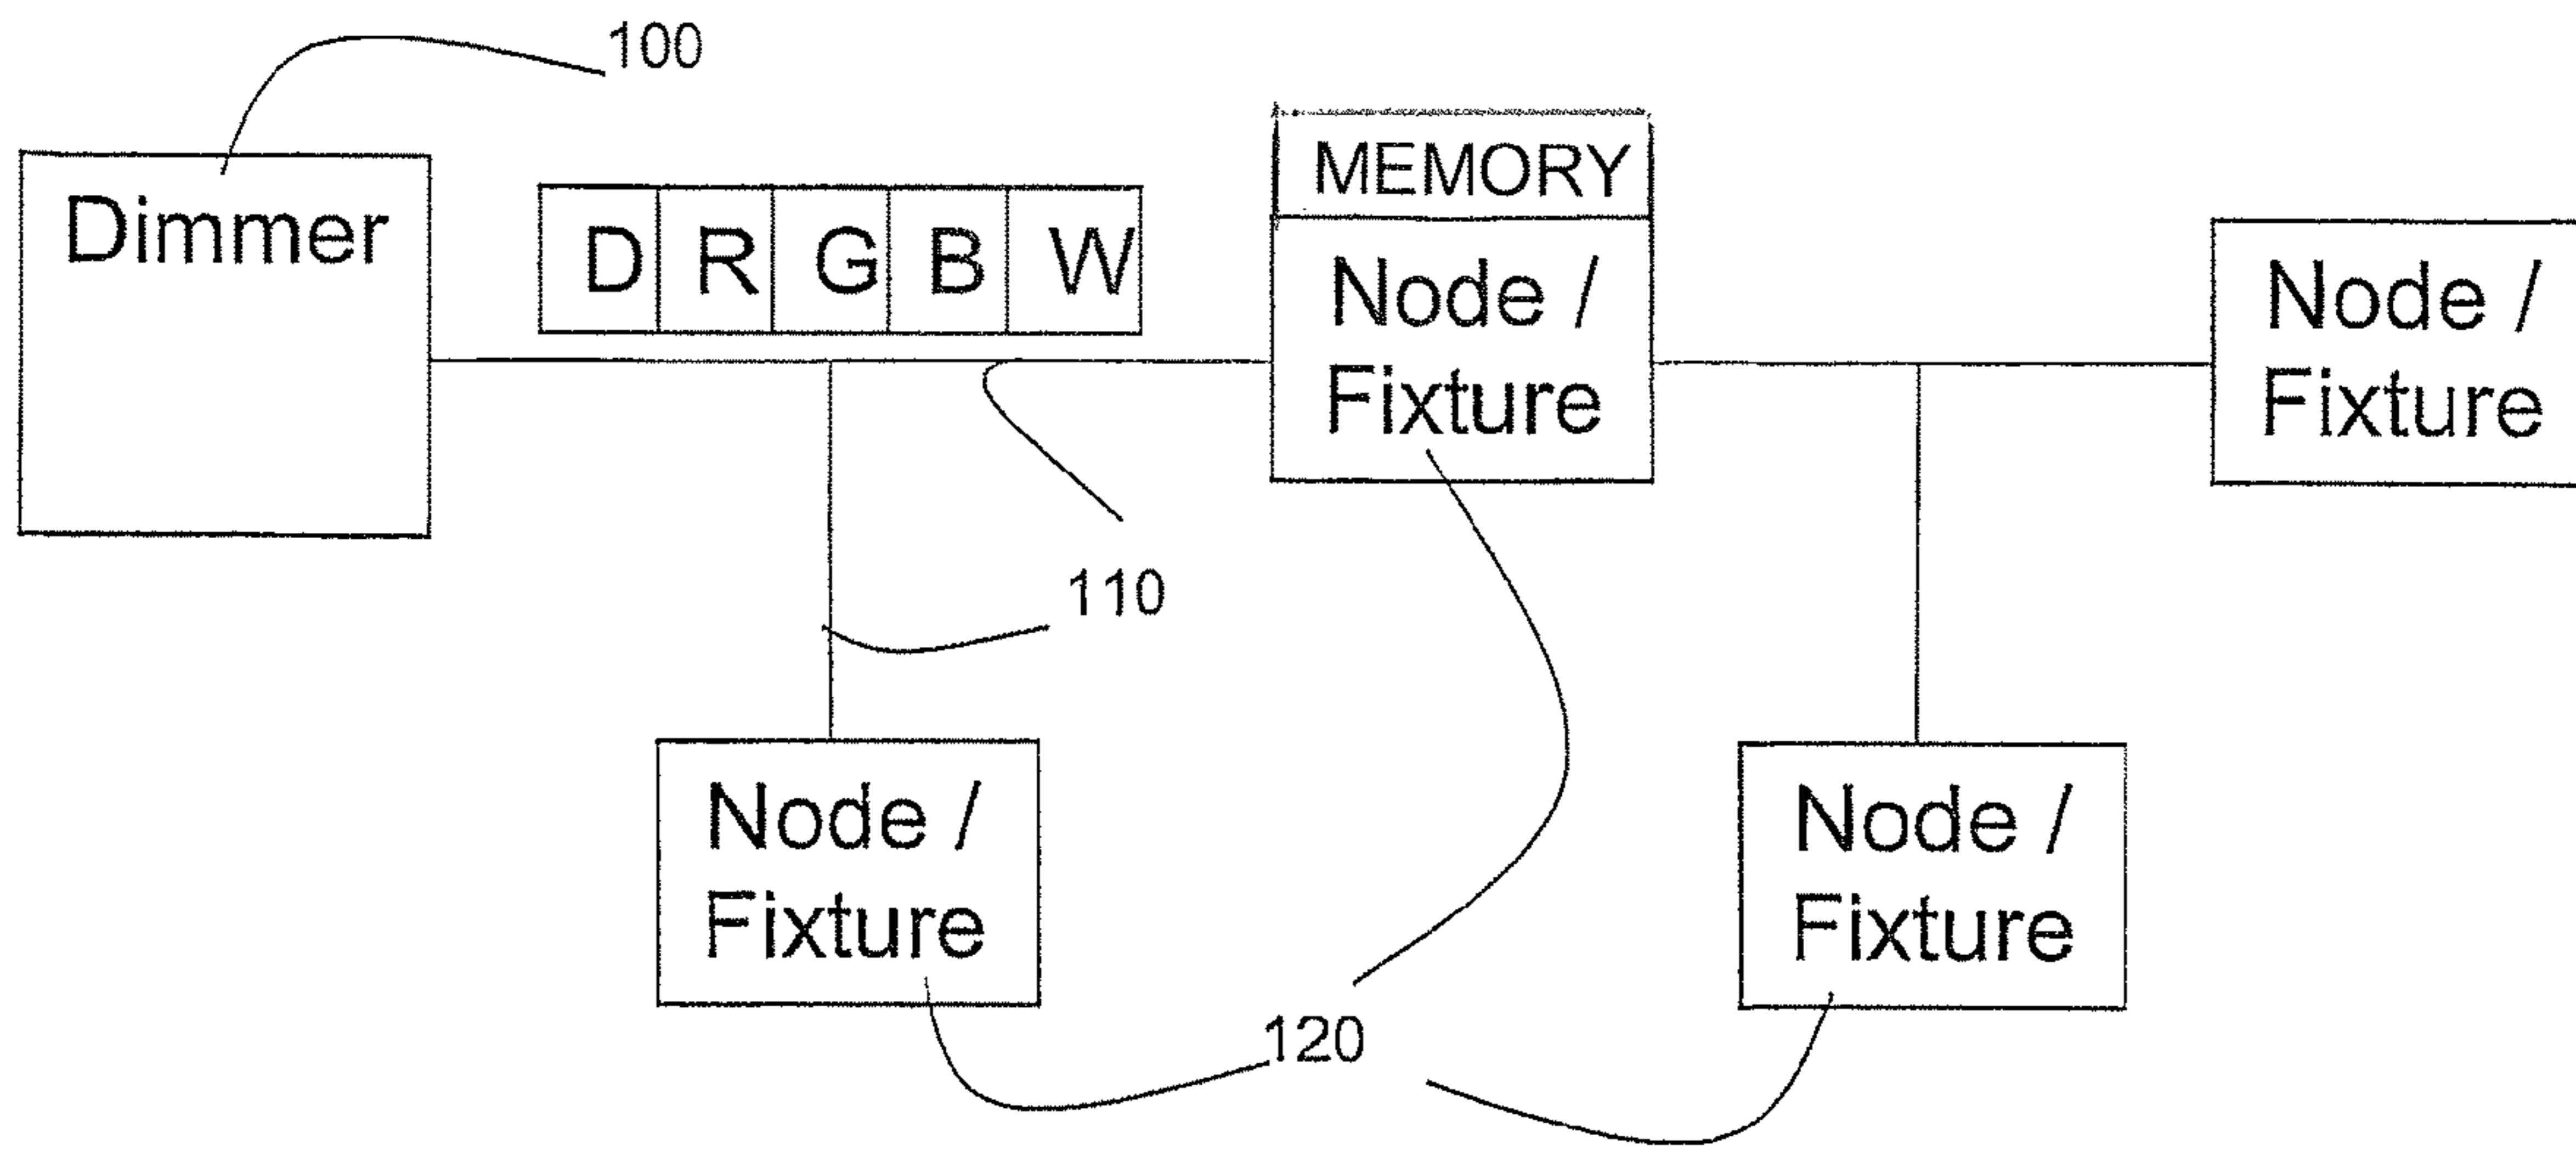 100
Dimmer
D R G B W
MEMORY
Node /
Fixture
Node /
Fixture
110
Node /
Fixture
Node /
Fixture
120